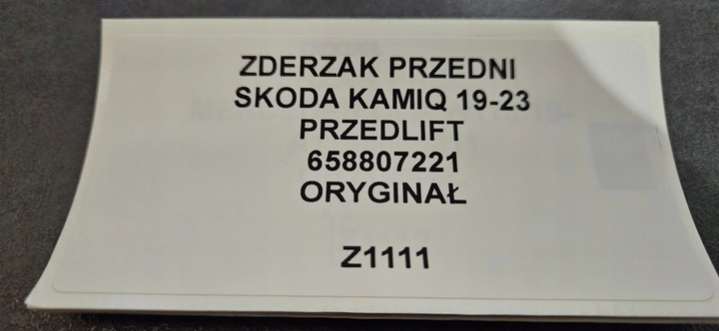 ZDERZAK PRZEDNI
SKODA KAMIQ 19-23
PRZEDLIFT
658807221
ORYGINAŁ
Z1111